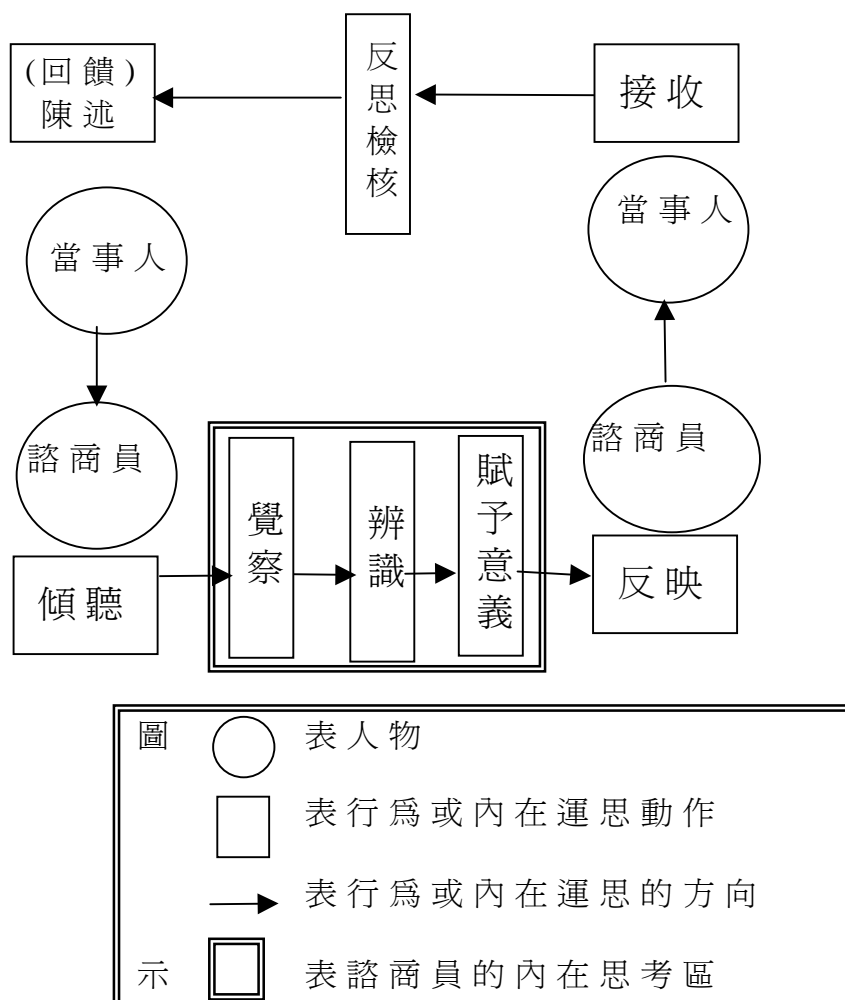 (回饋)
陳述
反思檢核
接收
當事人
當事人
諮商員
諮商員
傾聽
覺察
辨識
賦予意義
反映
圖 表人物
表行爲或內在運思動作
表行爲或內在運思的方向
示 表諮商員的內在思考區